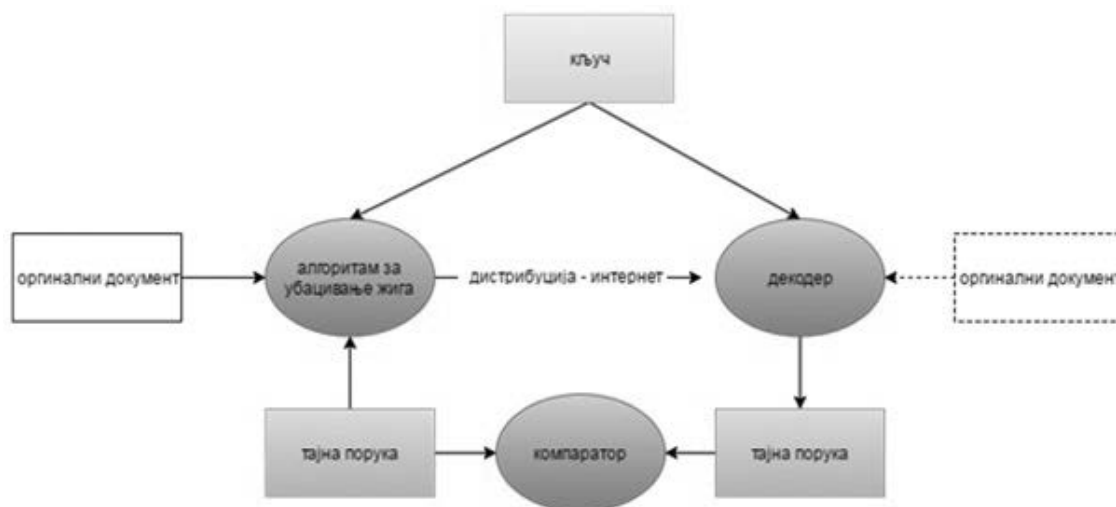 кључ
оргинални документ
алгоритам за
убацивање жига
дистрибуција - интернет
декодер
оргинални документ
тајна порука
компаратор
тајна порука